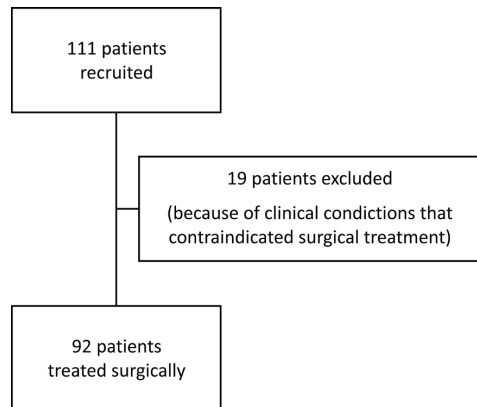 111 patients
recruited
19 patients excluded
(because of clinical condictions that
contraindicated surgical treatment)
92 patients
treated surgically